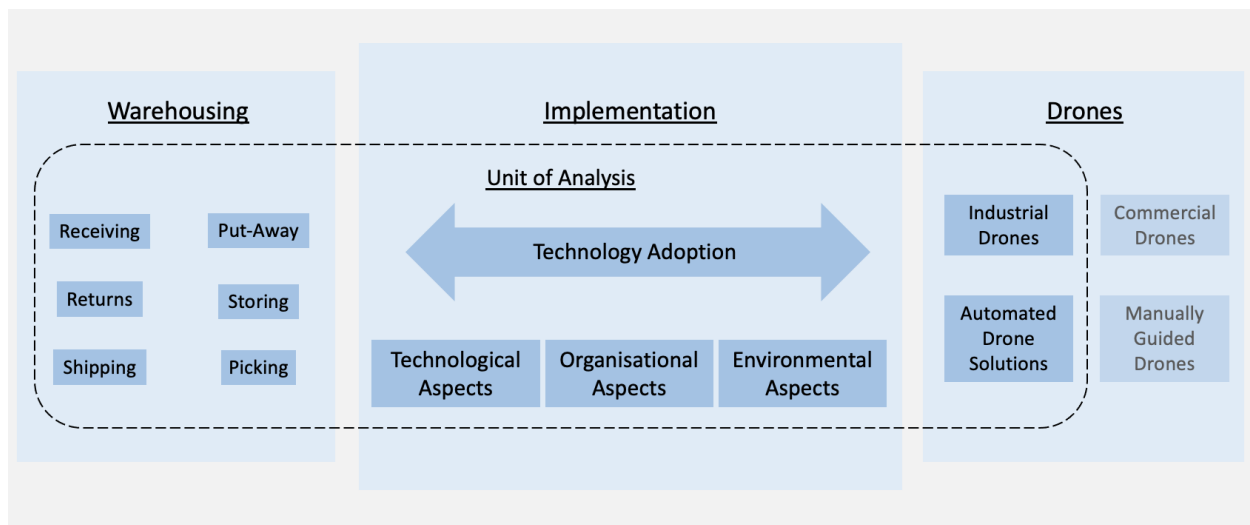 Warehousing
Receiving
Put-Away
Returns
Storing
Shipping
Picking
Implementation
Unit of Analysis
Technology Adoption
Technological
Aspects
Organisational
Aspects
Environmental
Aspects
Drones
Industrial
Drones
Commercial
Drones
Automated
Drone
Solutions
Manually
Guided
Drones